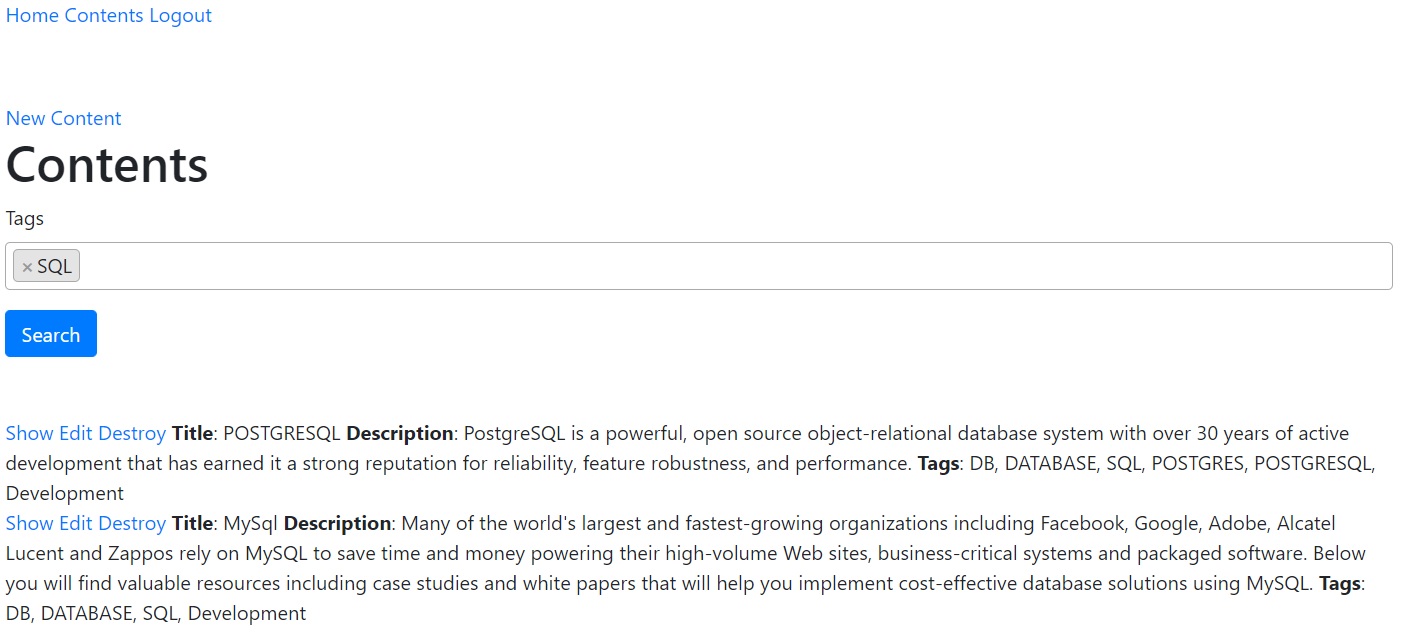 Home Contents Logout
New Content
Contents
Tags
× SQL
Search
Show Edit Destroy Title: POSTGRESQL Description: PostgreSQL is a powerful, open source object-relational database system with over 30 years of active
development that has earned it a strong reputation for reliability, feature robustness, and performance. Tags: DB, DATABASE, SQL, POSTGRES, POSTGRESQL,
Development
Show Edit Destroy Title: MySql Description: Many of the world's largest and fastest-growing organizations including Facebook, Google, Adobe, Alcatel
Lucent and Zappos rely on MySQL to save time and money powering their high-volume Web sites, business-critical systems and packaged software. Below
you will find valuable resources including case studies and white papers that will help you implement cost-effective database solutions using MySQL. Tags:
DB, DATABASE, SQL, Development